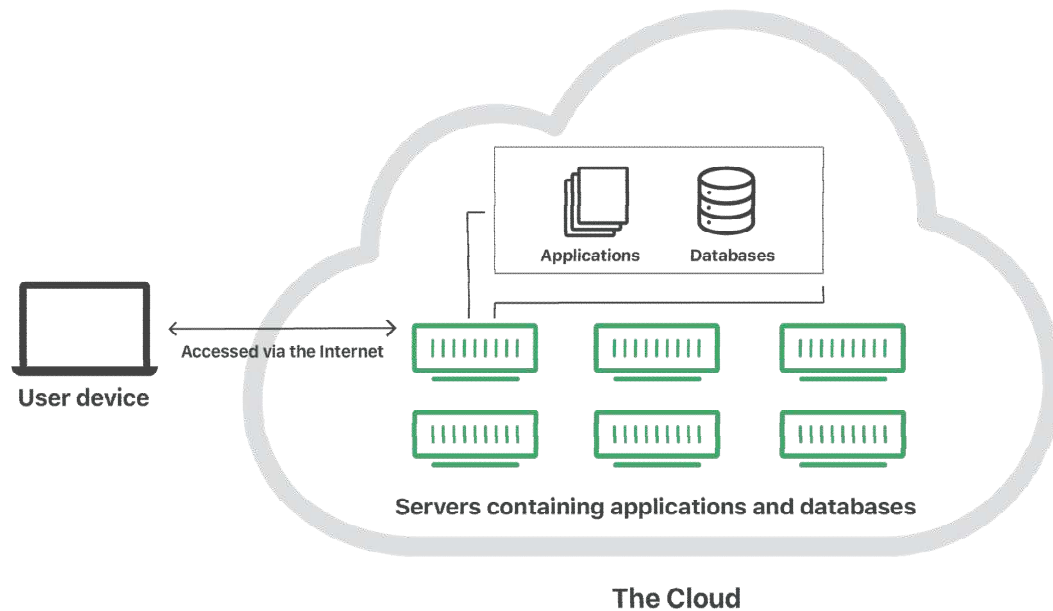 Applications
Databases
Accessed via the Internet
User device
Servers containing applications and databases
The Cloud